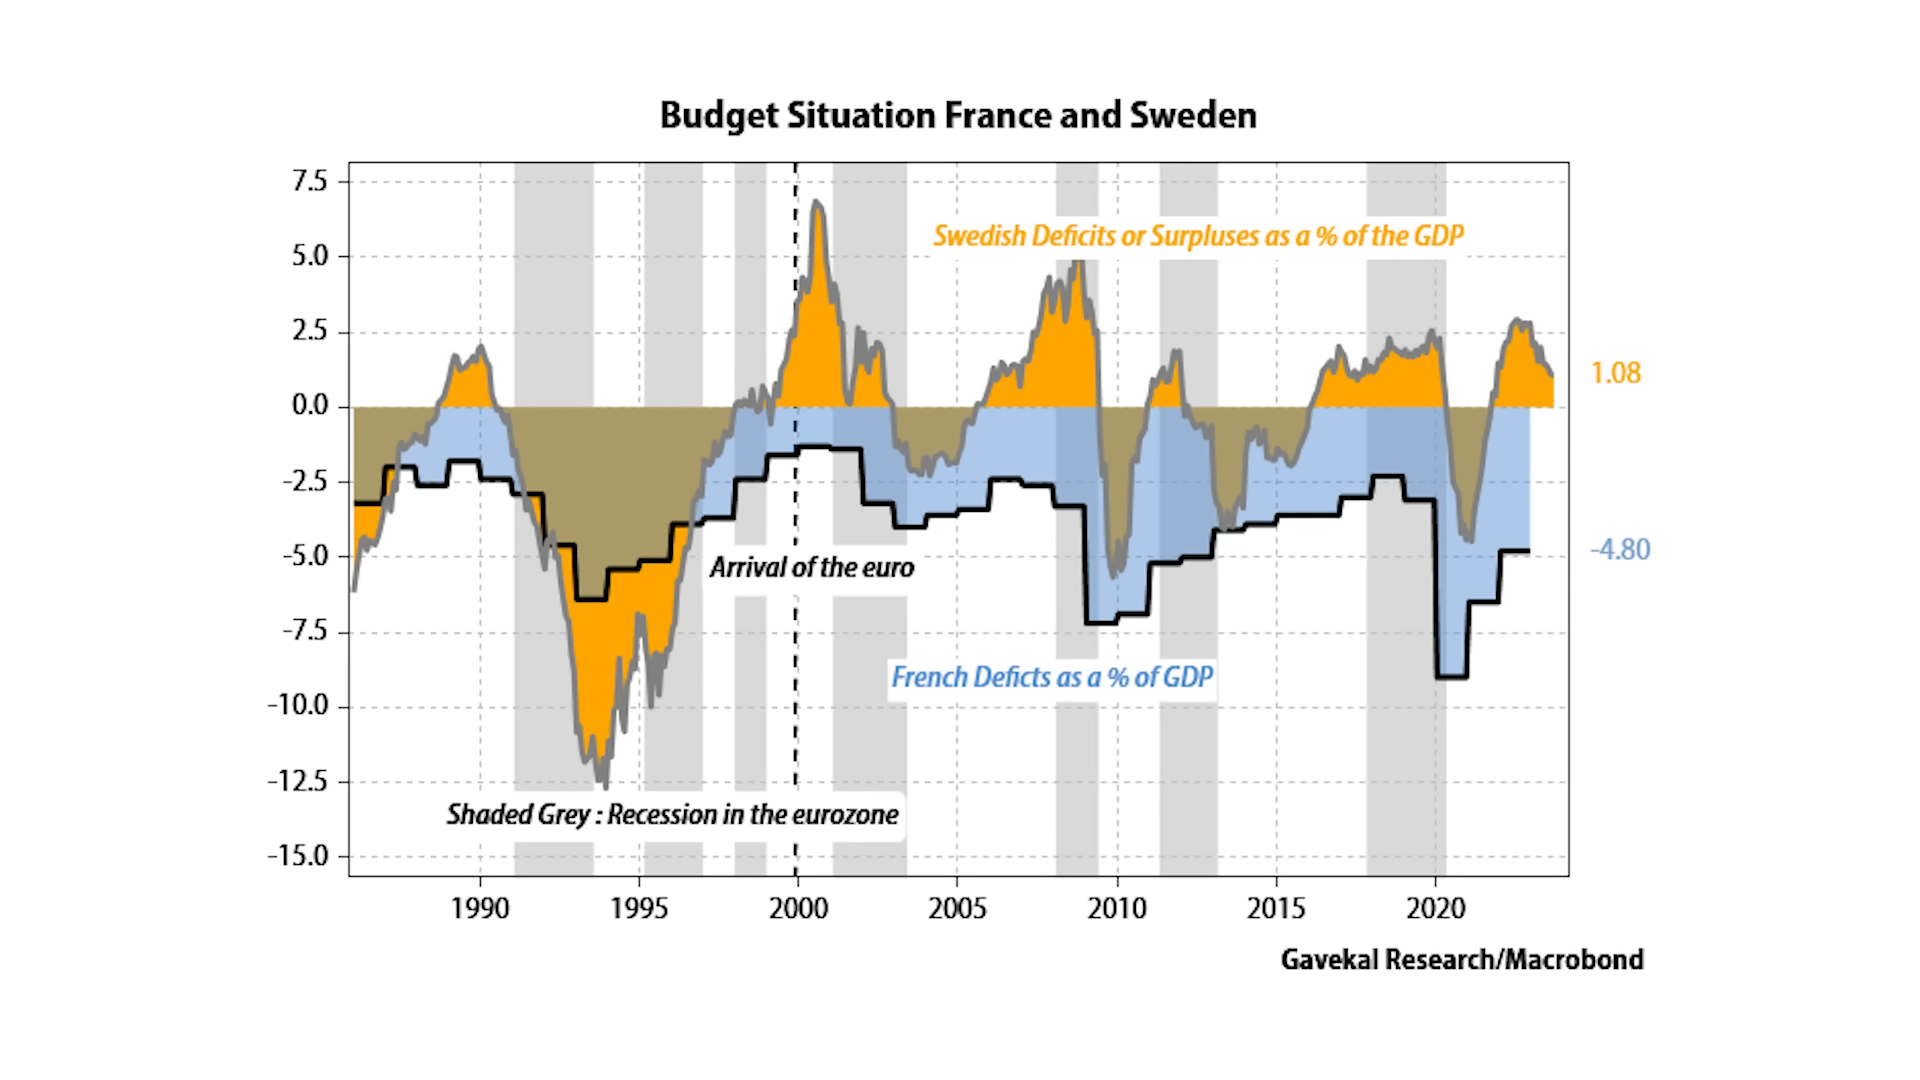 Budget Situation France and Sweden
7.5
5.0
2.5
0.0
-2.5
-5.0
-7.5
-10.0
-12.5
-15.0
Swedish Deficits or Surpluses as a % of the GDP
1.08
-4.80
Arrival of the euro
French Deficts as a % of GDP
Shaded Grey : Recession in the eurozone
1990 1995 2000 2005 2010 2015 2020
Gavekal Research/Macrobond